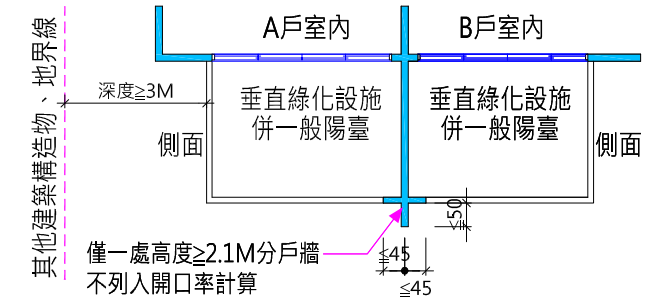 A戶室內
B戶室內
其他建築構造物、地界線
深度≧3M
垂直綠化設施
併一般陽臺
垂直綠化設施
併一般陽臺
側面
側面
≦50
僅一處高度≧2.1M分戶牆
不列入開口率計算
≦45
≦45